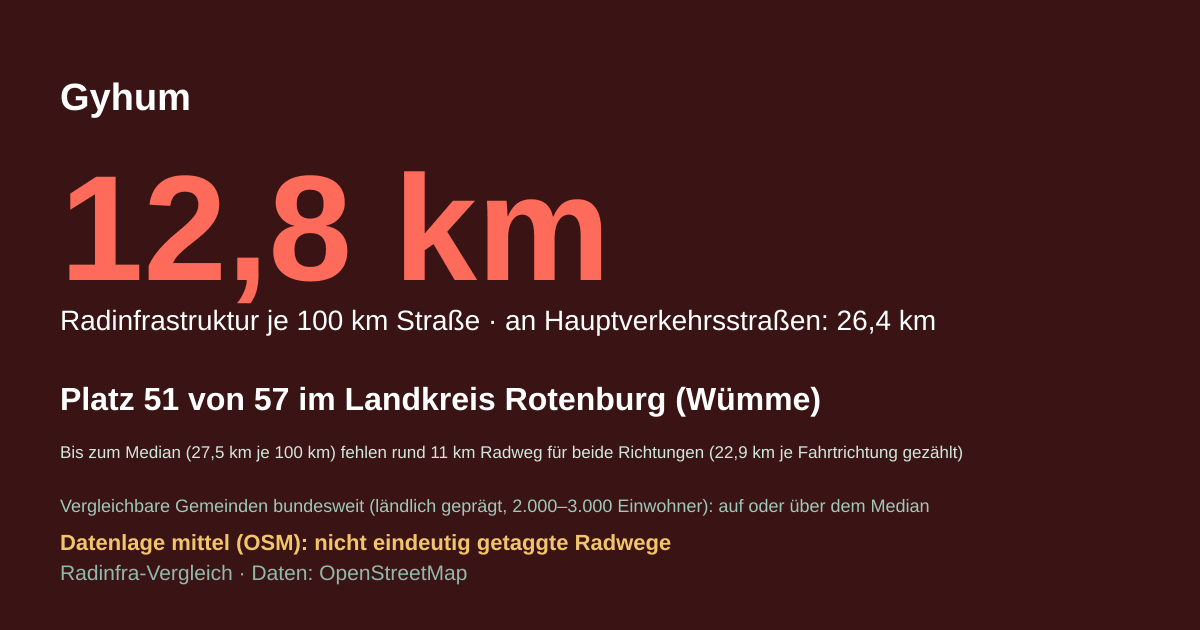 Gyhum
12,8 km
Radinfrastruktur je 100 km Straße · an Hauptverkehrsstraßen: 26,4 km
Platz 51 von 57 im Landkreis Rotenburg (Wümme)
Bis zum Median (27,5 km je 100 km) fehlen rund 11 km Radweg für beide Richtungen (22,9 km je Fahrtrichtung gezählt)
Vergleichbare Gemeinden bundesweit (ländlich geprägt, 2.000–3.000 Einwohner): auf oder über dem Median
Datenlage mittel (OSM): nicht eindeutig getaggte Radwege
Radinfra-Vergleich · Daten: OpenStreetMap